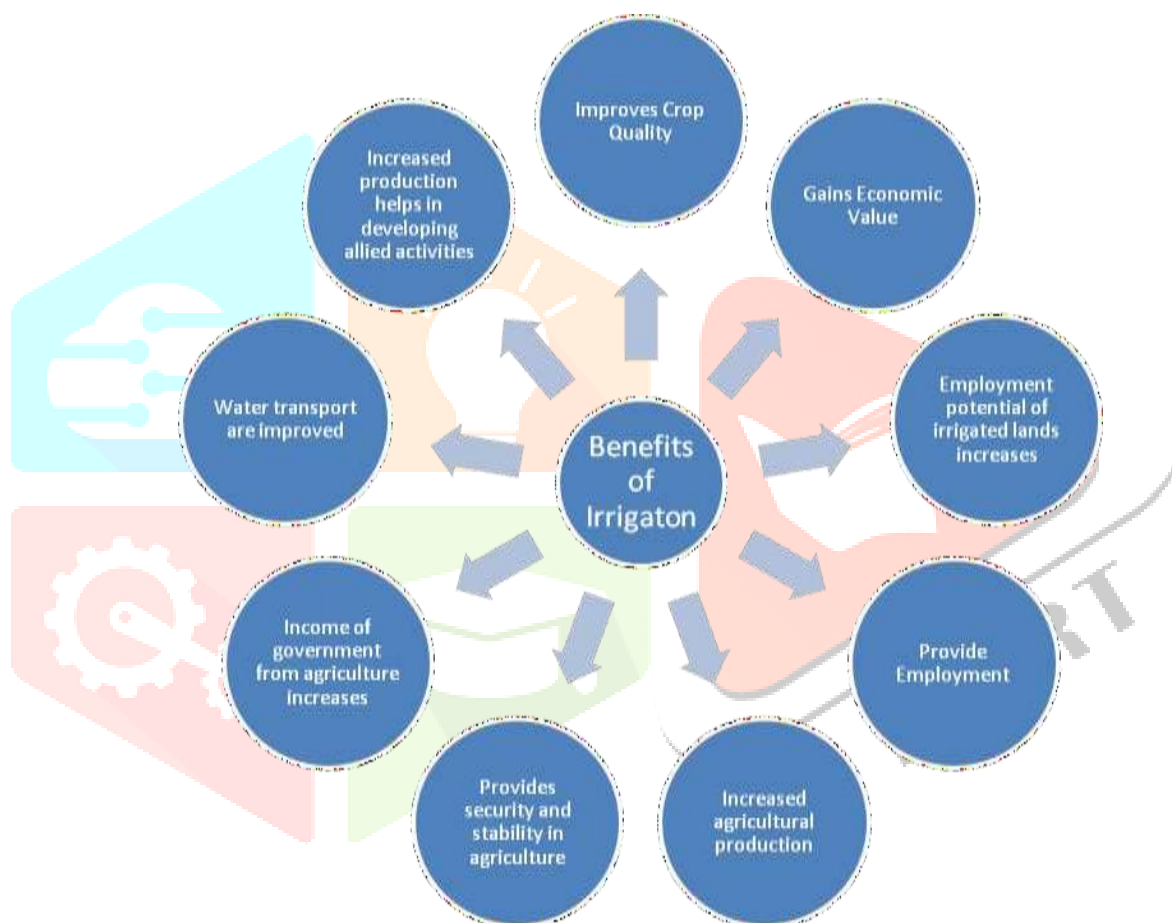 Improves Crop
Quality
Gains Economic
Value
Employment
potential of
irrigated lands
increases
Provide
Employment
Increased
agricultural
production
Provides
security and
stability in
agriculture
Income of
government
from agriculture
increases
Water transport
are improved
Increased
production
helps in
developing
allied activities
Benefits
of
Irrigaton